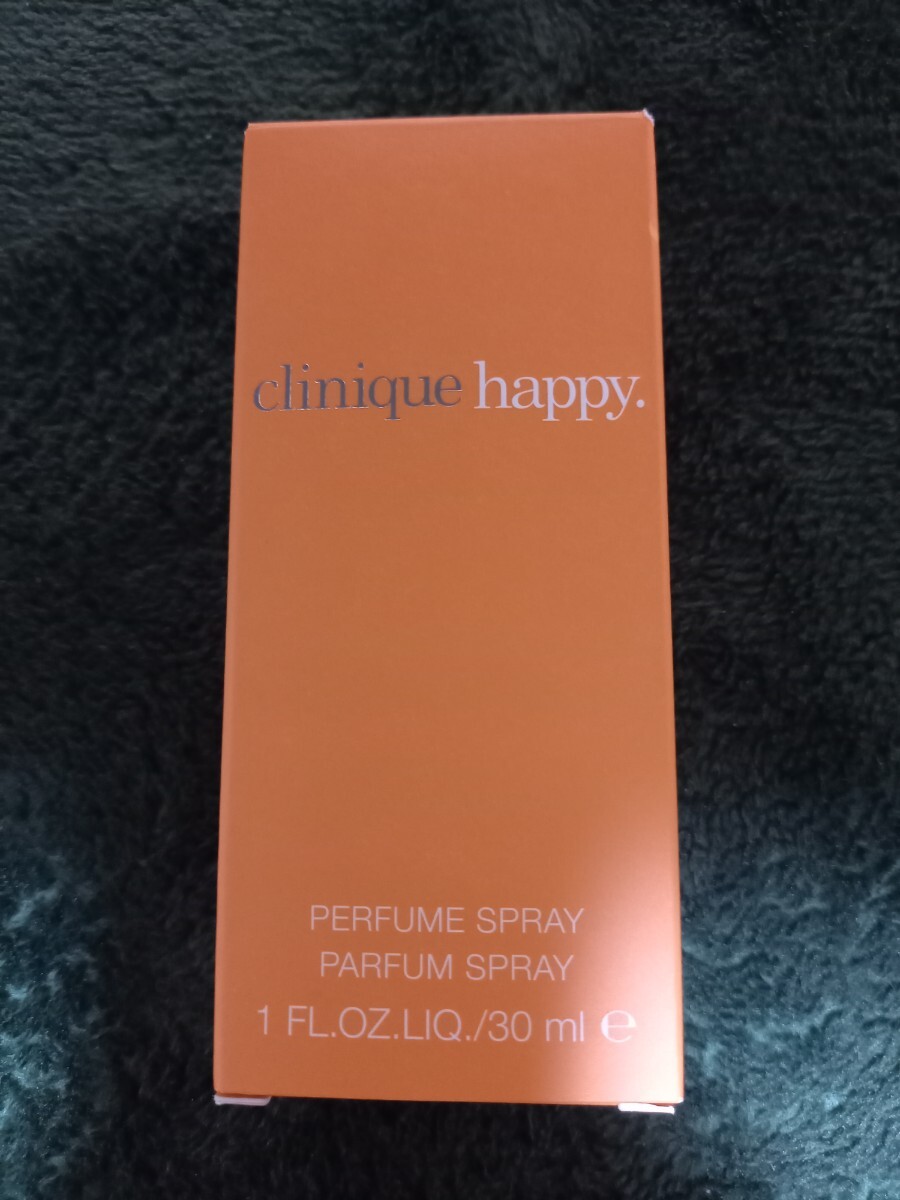 clinique happy.
PERFUME SPRAY
PARFUM SPRAY
1 FL.OZ.LIQ./30 ml ℮